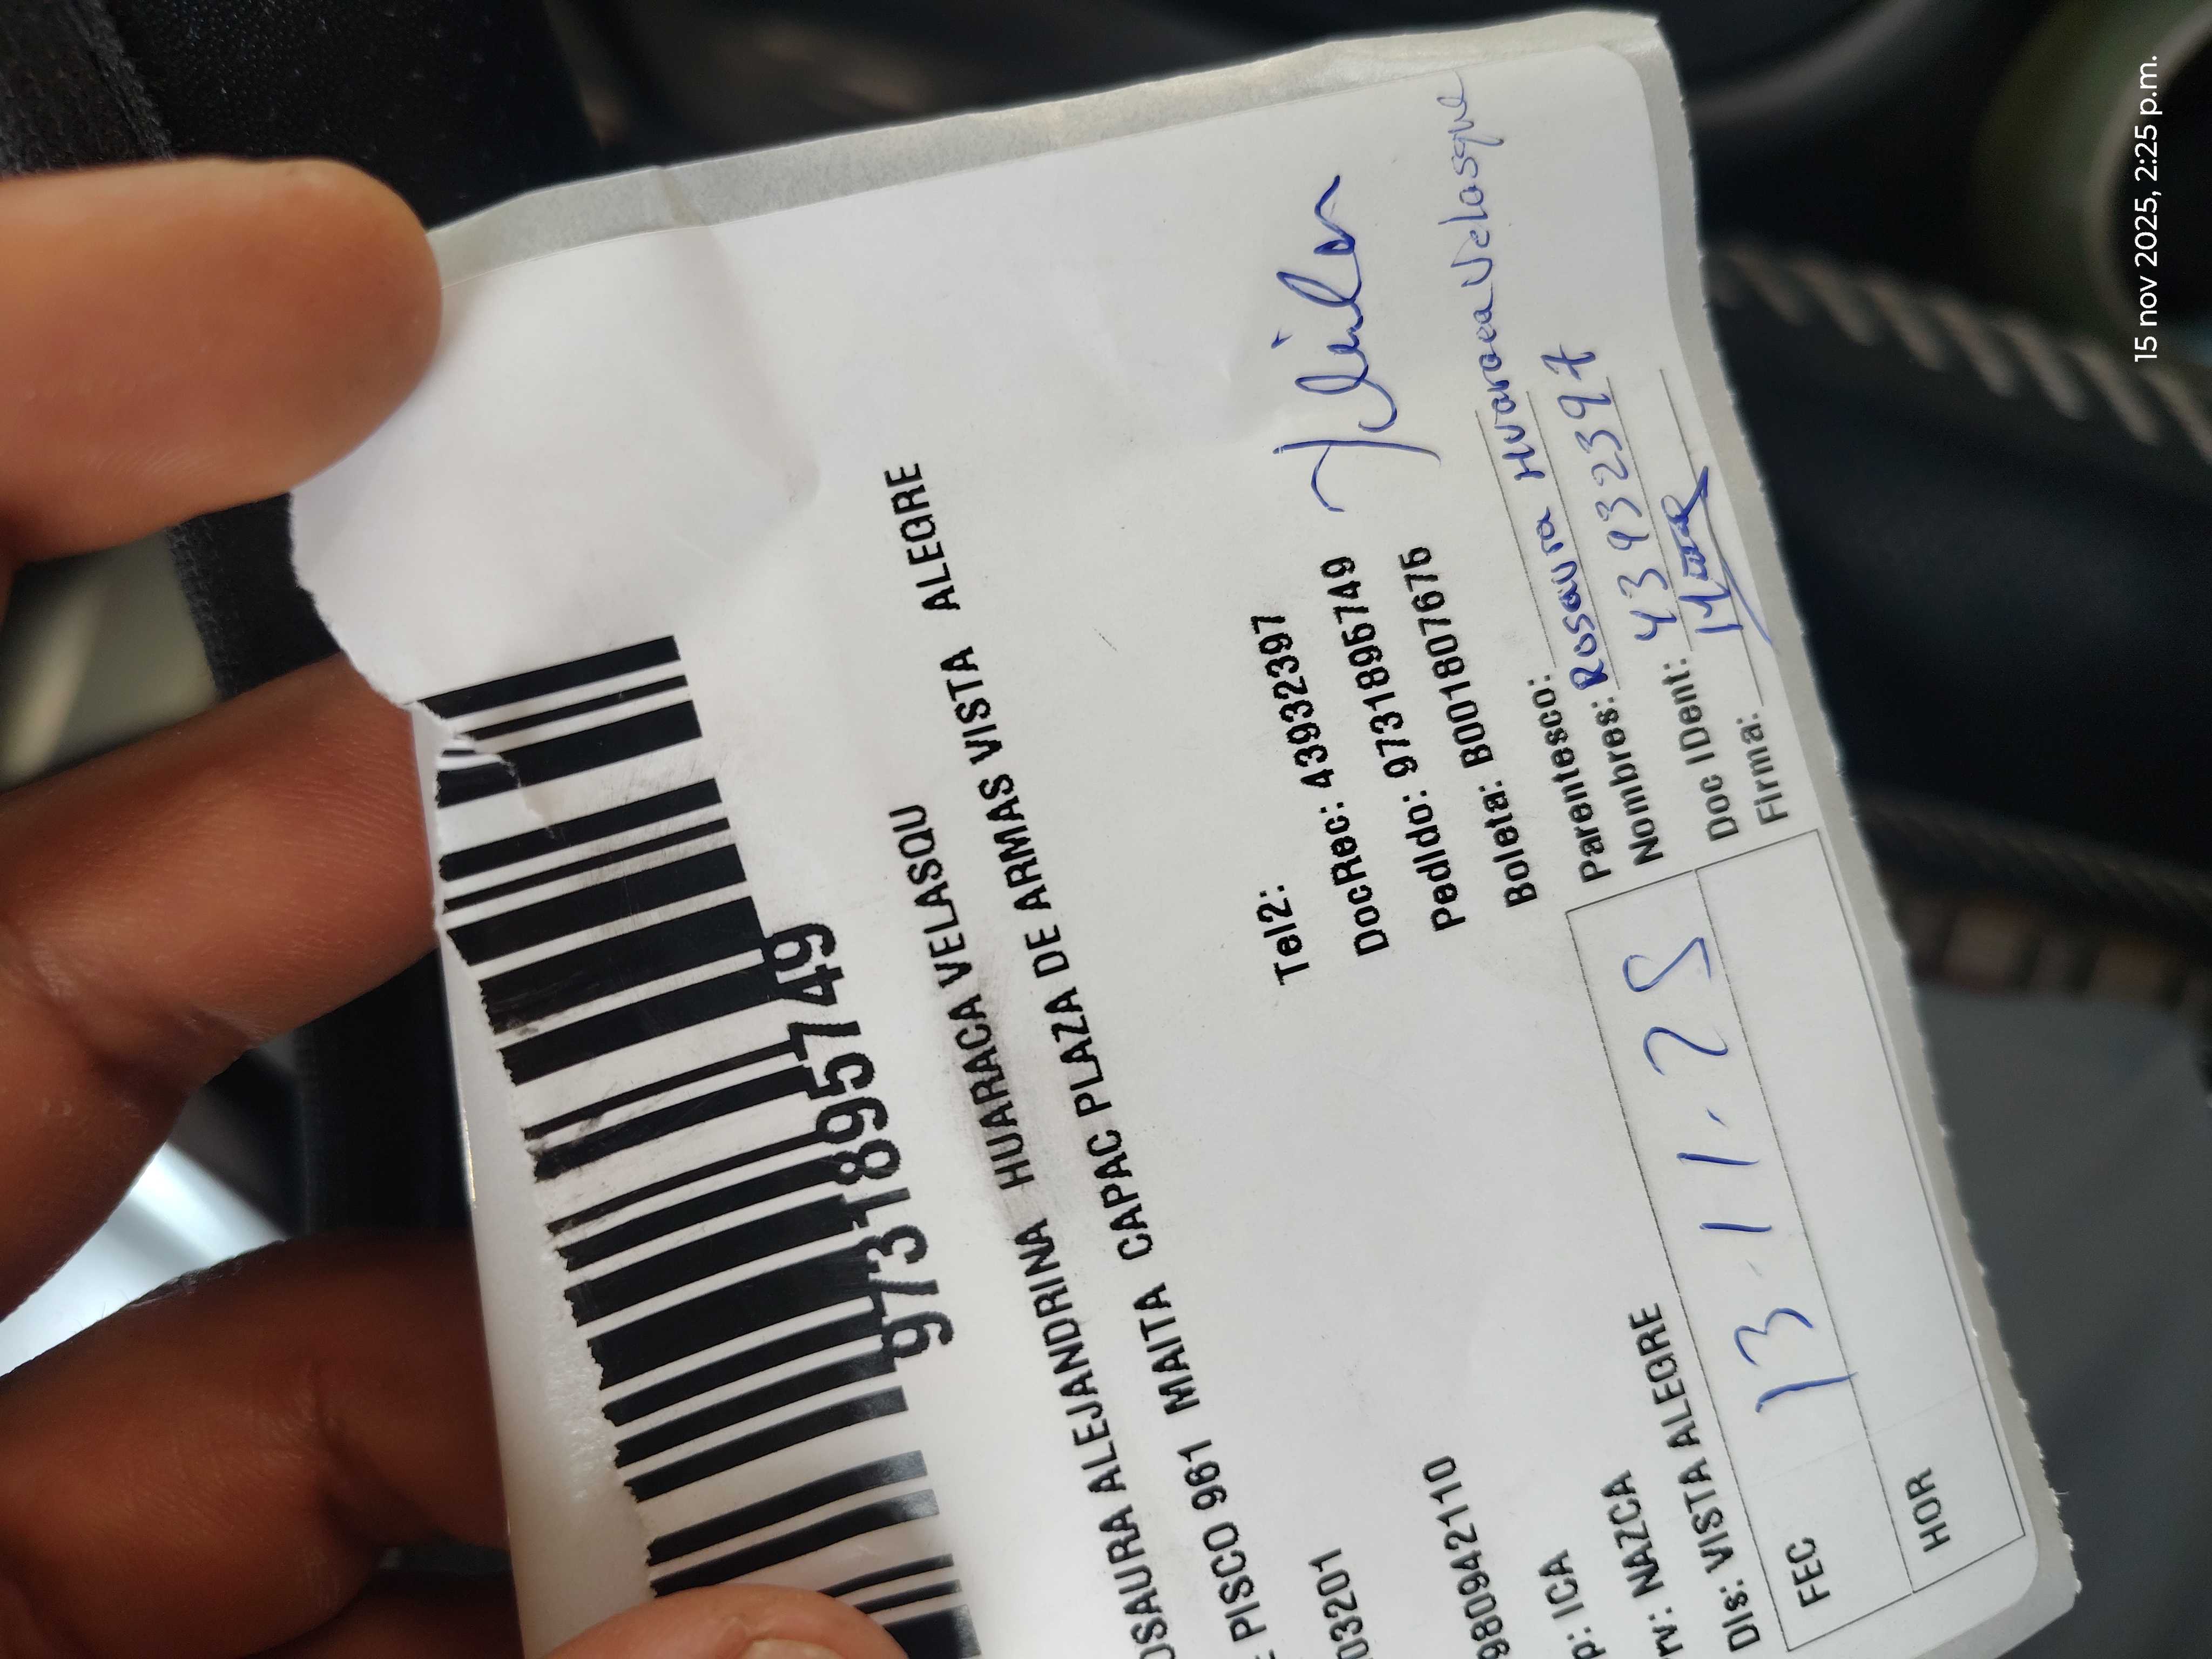 9731895749
OSAURA ALEJANDRINA HUARACA VELASQU
PISCO 961 MAITA CAPAC PLAZA DE ARMAS VISTA ALEGRE
03201
980942110
Tel2:
p: ICA
DocRec: 43932397
rv: NAZCA
Pedido: 9731895749
Dis: VISTA ALEGRE
Boleta: B001807675
Parentesco:
Nombres: Rosaura Huaraca Velasque
Doc IDent: 43932397
Firma:
FEC 13.11.25
HOR
15 nov 2025, 2:25 p.m.